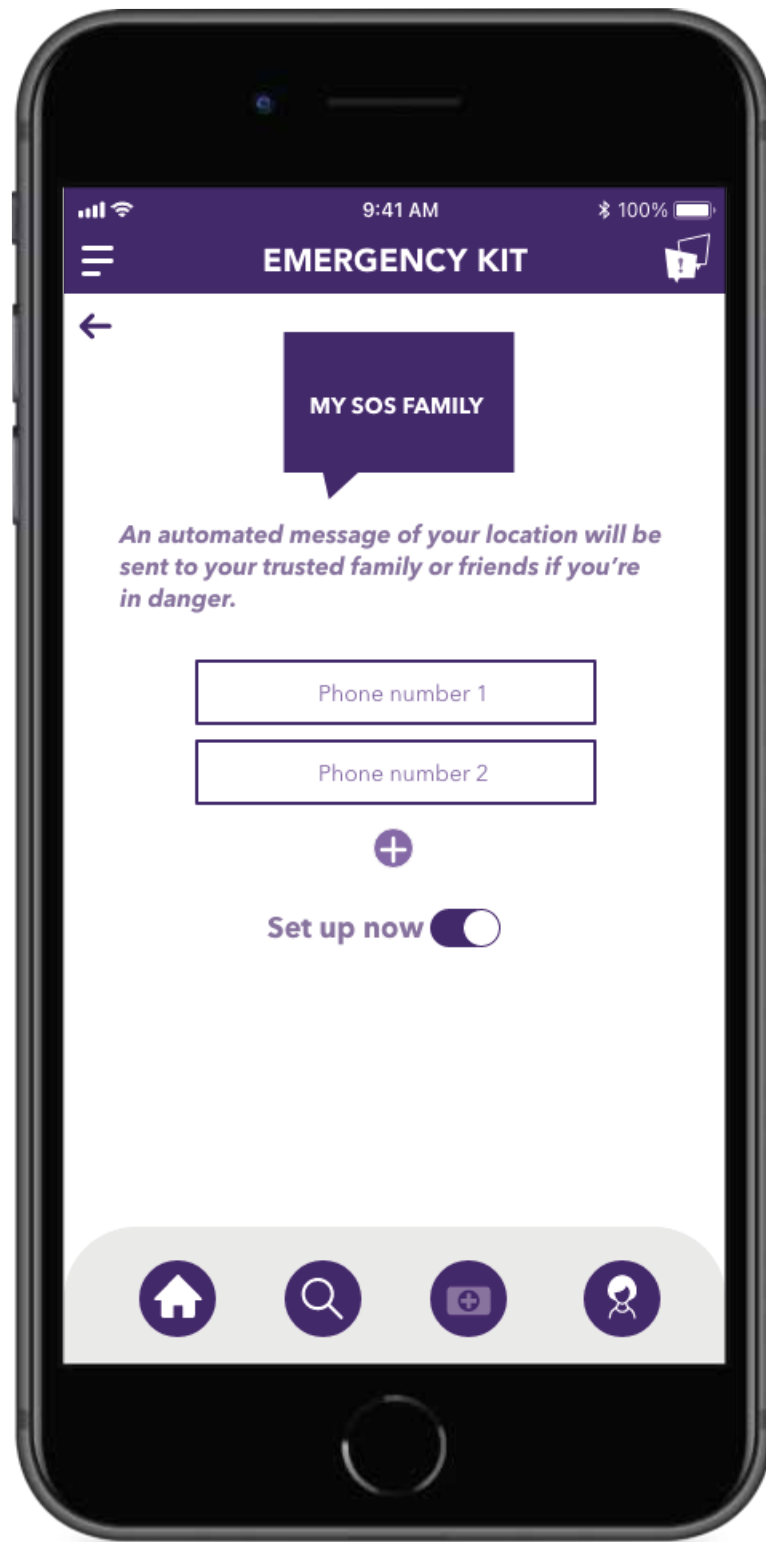 9:41 AM
100%
EMERGENCY KIT
!
MY SOS FAMILY
An automated message of your location will be
sent to your trusted family or friends if you’re
in danger.
Phone number 1
Phone number 2
Set up now